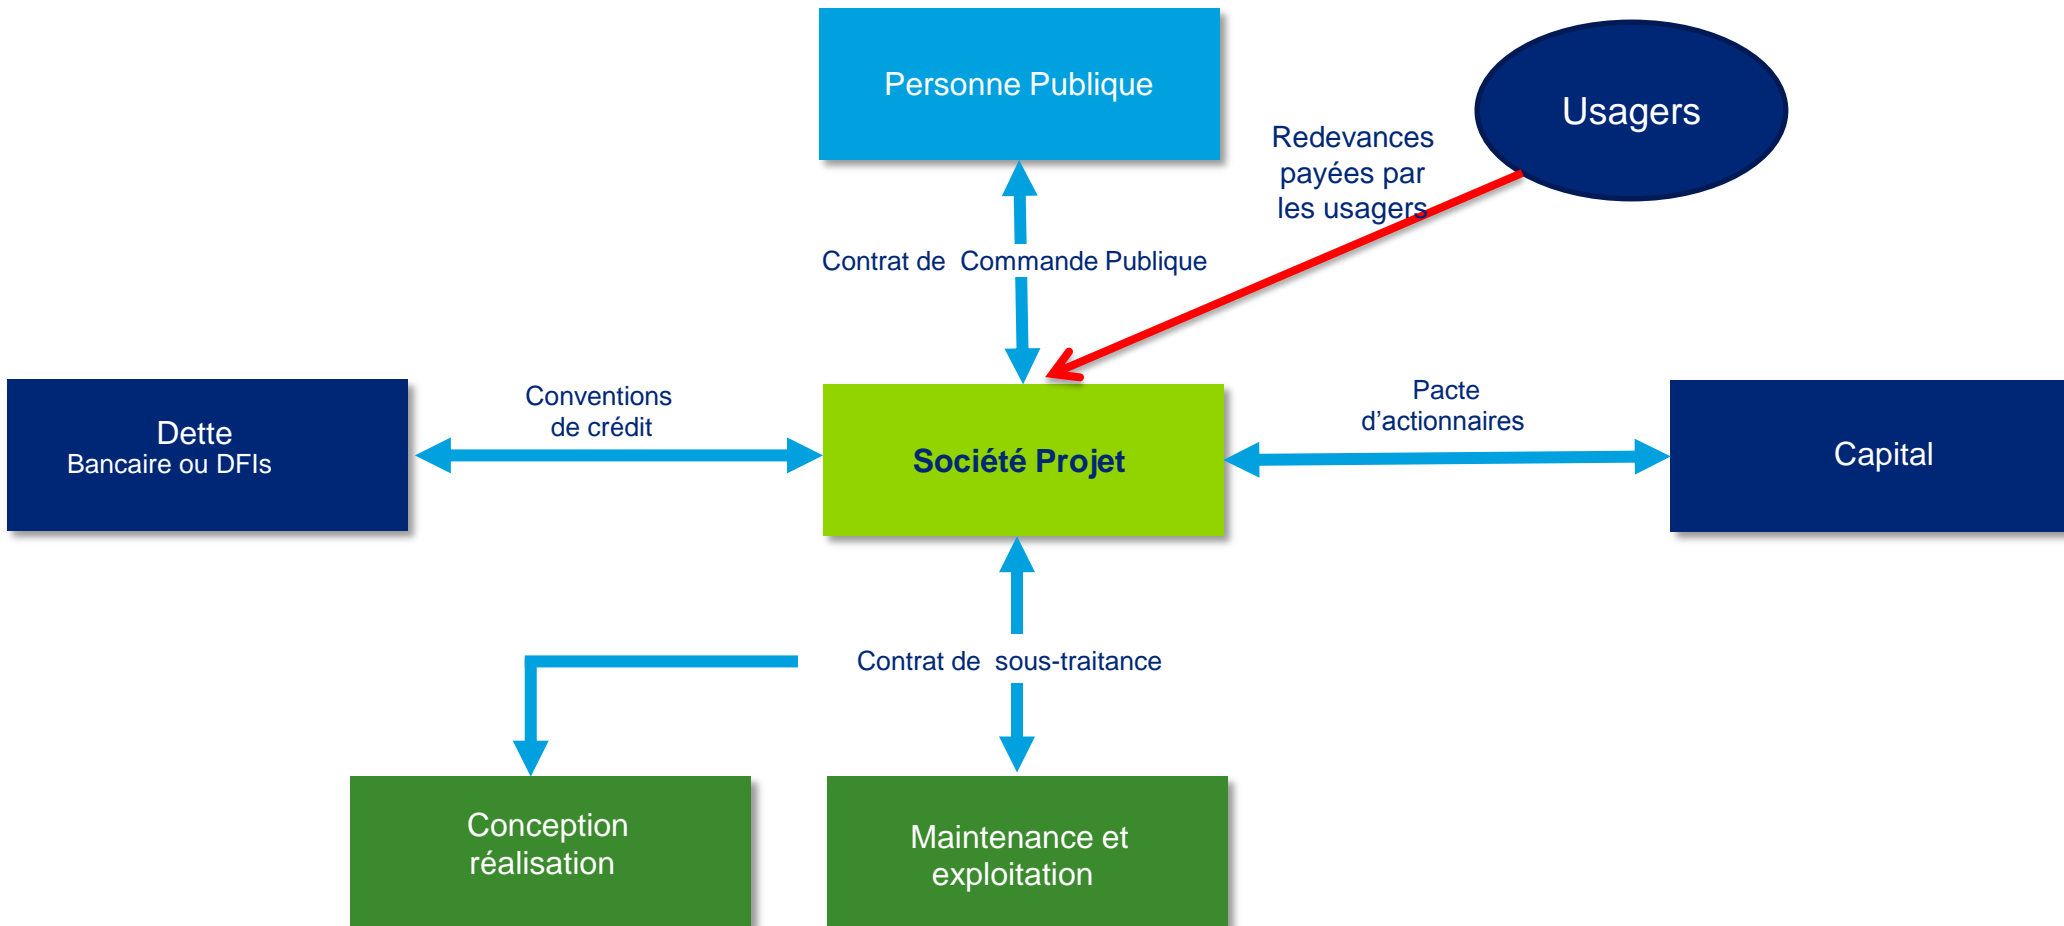 Personne Publique
Usagers
Redevances
payées par
les usagers
Contrat de Commande Publique
Dette
Bancaire ou DFIs
Conventions
de crédit
Société Projet
Pacte
d’actionnaires
Capital
Contrat de sous-traitance
Conception
réalisation
Maintenance et
exploitation